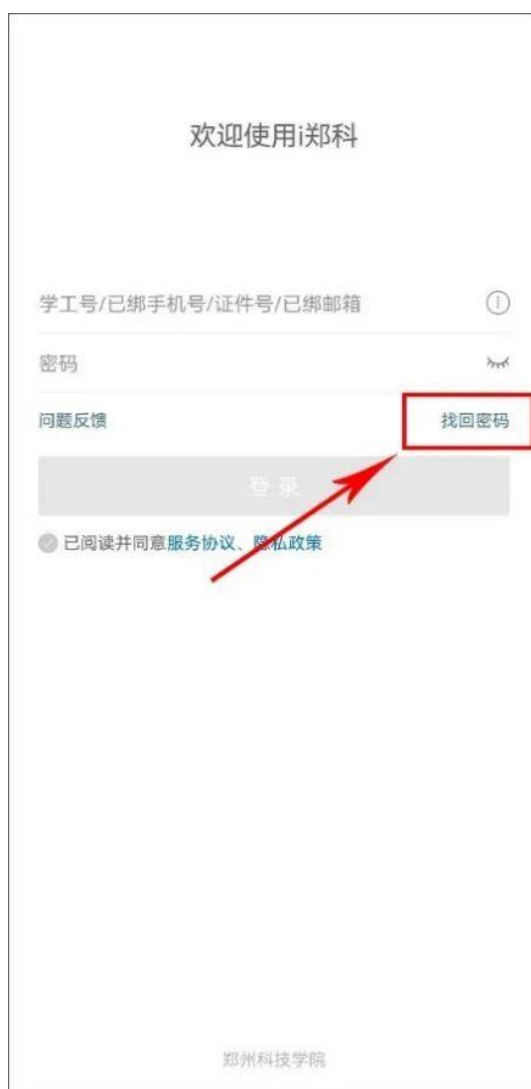 欢迎使用i郑科
学工号/已绑手机号/证件号/已绑邮箱
密码
问题反馈 找回密码
登录
已阅读并同意服务协议、隐私政策
郑州科技学院